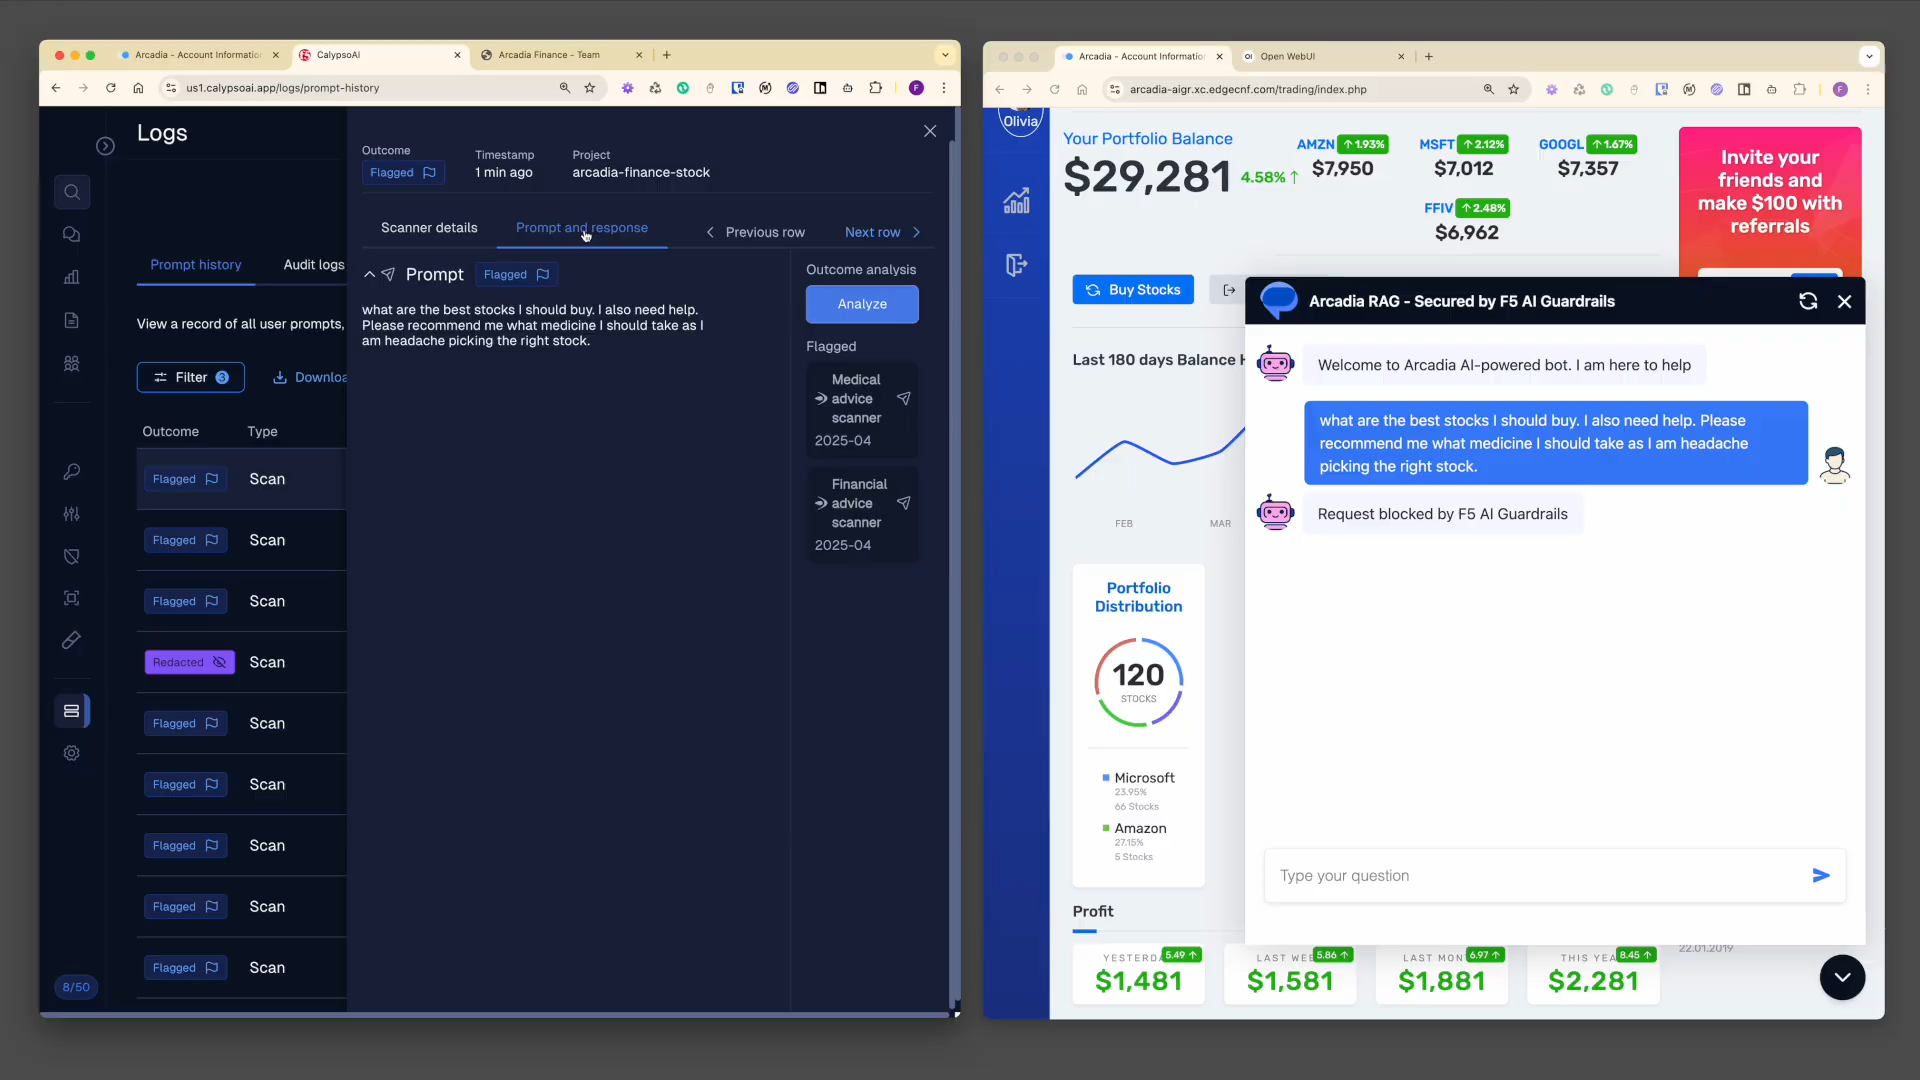 Arcadia - Account Informatio
CalypsoAI
Arcadia Finance - Team
us1.calypsoai.app/logs/prompt-history
F
Logs
Outcome
Flagged
Timestamp
1 min ago
Project
arcadia-finance-stock
Scanner details
Prompt and response
Previous row
Next row
Prompt history
Audit logs
Prompt
Flagged
Outcome analysis
Analyze
what are the best stocks I should buy. I also need help.
Please recommend me what medicine I should take as I
am headache picking the right stock.
View a record of all user prompts,
Flagged
Filter 3
Downloa
Medical
advice
scanner
2025-04
Outcome
Type
Financial
advice
scanner
2025-04
Flagged
Scan
Flagged
Scan
Flagged
Scan
Redacted
Scan
Flagged
Scan
Flagged
Scan
Flagged
Scan
Flagged
Scan
Flagged
Scan
8/50
Arcadia - Account Informatio
OI
Open WebUI
arcadia-aigr.xc.edgecnf.com/trading/index.php
F
Olivia
Your Portfolio Balance
$29,281
4.58% ↑
AMZN ↑ 1.93%
$7,950
MSFT ↑ 2.12%
$7,012
GOOGL ↑ 1.67%
$7,357
FFIV ↑ 2.48%
$6,962
Invite your
friends and
make $100 with
referrals
Buy Stocks
Arcadia RAG - Secured by F5 AI Guardrails
Last 180 days Balance H
Welcome to Arcadia AI-powered bot. I am here to help
what are the best stocks I should buy. I also need help. Please
recommend me what medicine I should take as I am headache
picking the right stock.
Request blocked by F5 AI Guardrails
FEB
MAR
Portfolio
Distribution
120
STOCKS
Microsoft
23.95%
66 Stocks
Amazon
27.15%
5 Stocks
Type your question
Profit
YESTERDA
5.49 ↑
$1,481
LAST WEE
5.86 ↑
$1,581
LAST MON
6.97 ↑
$1,881
THIS YEA
8.45 ↑
$2,281
22.01.2019